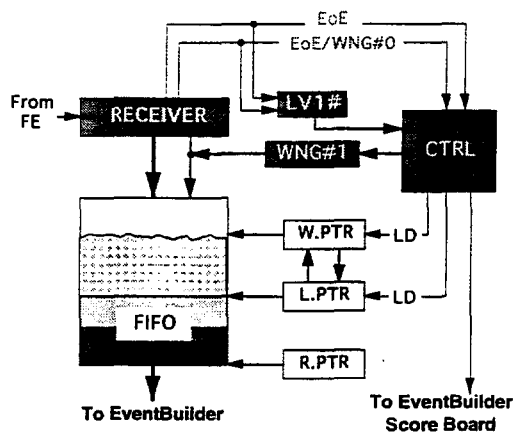 EoE
EoE/WNG#0
From
FE
RECEIVER
LV1#
WNG#1
CTRL
W.PTR
LD
L.PTR
LD
FIFO
R.PTR
To EventBuilder
To EventBuilder
Score Board